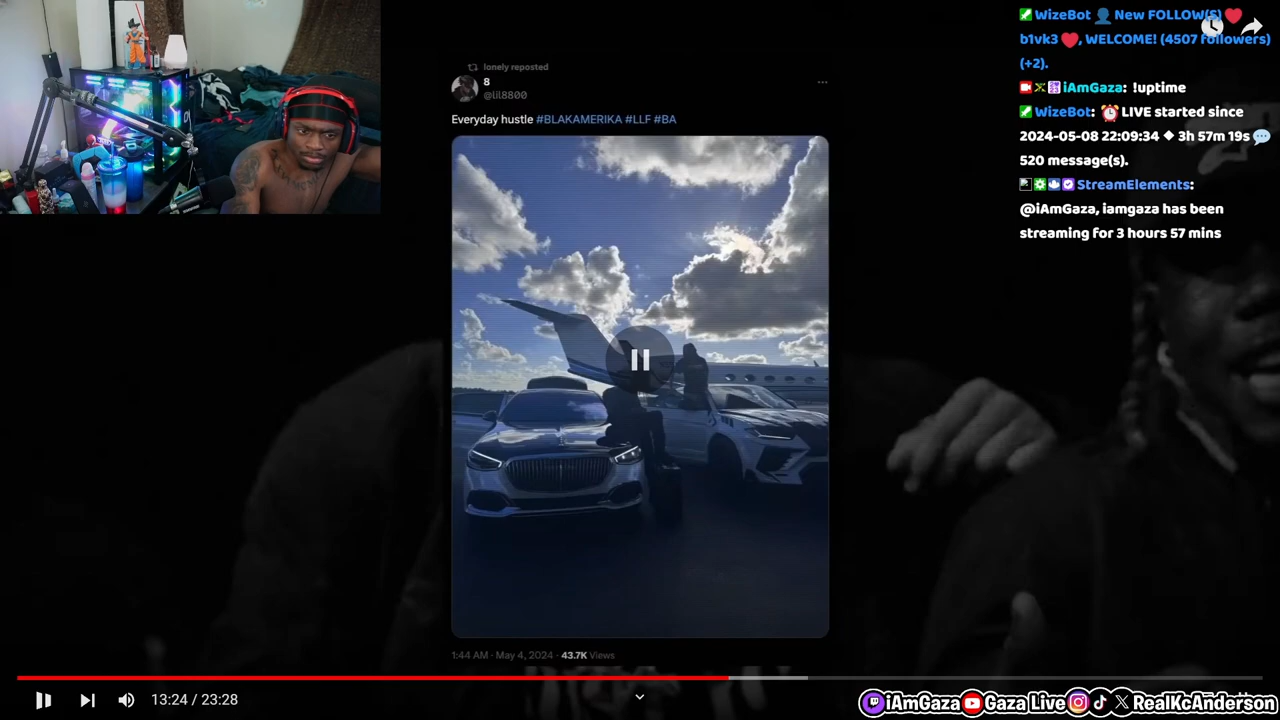 lonely reposted
8
@lil8800
Everyday hustle #BLAKAMERIKA #LLF #BA
1:44 AM · May 4, 2024 · 43.7K Views
WizeBot 👤 New FOLLOW(S) ❤️
b1vk3 ❤️, WELCOME! (4507 followers)
(+2).
iAmGaza: !uptime
WizeBot: ⏰ LIVE started since
2024-05-08 22:09:34 ◆ 3h 57m 19s 💬
520 message(s).
StreamElements:
@iAmGaza, iamgaza has been
streaming for 3 hours 57 mins
13:24 / 23:28
iAmGaza Gaza Live RealKcAnderson